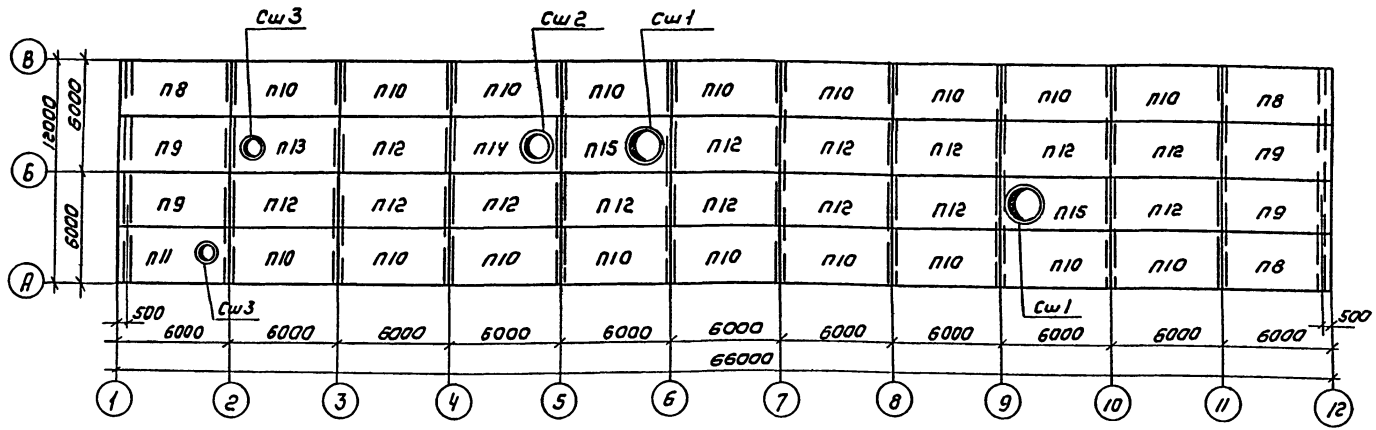 Сш3 Сш2 Сш1
В
п8 п10 п10 п10 п10 п10 п10 п10 п10 п10 п8
6000
12000
п9 п13 п12 п14 п15 п12 п12 п12 п12 п12 п9
Б
п9 п12 п12 п12 п12 п12 п12 п12 п15 п12 п9
6000
п11 п10 п10 п10 п10 п10 п10 п10 п10 п10 п8
А
Сш3 Сш1
500 500
6000 6000 6000 6000 6000 6000 6000 6000 6000 6000 6000
66000
1 2 3 4 5 6 7 8 9 10 11 12